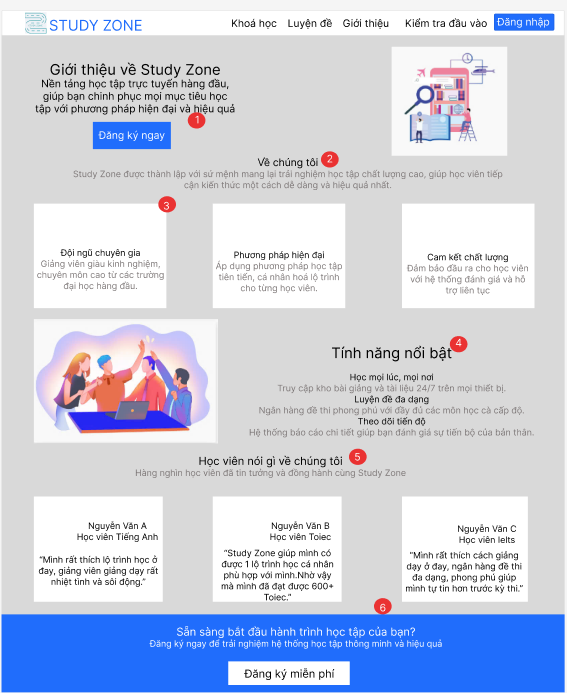 STUDY ZONE
Khoá học Luyện đề Giới thiệu Kiểm tra đầu vào Đăng nhập
Giới thiệu về Study Zone
Nền tảng học tập trực tuyến hàng đầu,
giúp bạn chinh phục mọi mục tiêu học
tập với phương pháp hiện đại và hiệu quả
1
Đăng ký ngay
Về chúng tôi 2
Study Zone được thành lập với sứ mệnh mang lại trải nghiệm học tập chất lượng cao, giúp học viên tiếp
cận kiến thức một cách dễ dàng và hiệu quả nhất.
3
Đội ngũ chuyên gia
Giảng viên giàu kinh nghiệm,
chuyên môn cao từ các trường
đại học hàng đầu.
Phương pháp hiện đại
Áp dụng phương pháp học tập
tiên tiến, cá nhân hoá lộ trình
cho từng học viên.
Cam kết chất lượng
Đảm bảo đầu ra cho học viên
với hệ thống đánh giá và hỗ
trợ liên tục
Tính năng nổi bật 4
Học mọi lúc, mọi nơi
Truy cập kho bài giảng và tài liệu 24/7 trên mọi thiết bị.
Luyện đề đa dạng
Ngân hàng đề thi phong phú với đầy đủ các môn học cà cấp độ.
Theo dõi tiến độ
Hệ thống báo cáo chi tiết giúp bạn đánh giá sự tiến bộ của bản thân.
Học viên nói gì về chúng tôi 5
Hàng nghìn học viên đã tin tưởng và đồng hành cùng Study Zone
Nguyễn Văn A
Học viên Tiếng Anh
“Mình rất thích lộ trình học ở
đay, giảng viên giảng dạy rất
nhiệt tình và sôi động.”
Nguyễn Văn B
Học viên Toiec
“Study Zone giúp mình có
được 1 lộ trình học cá nhân
phù hợp với mình.Nhờ vậy
mà mình đã đạt được 600+
Toiec.”
Nguyễn Văn C
Học viên Ielts
“Mình rất thích cách giảng
dạy ở đay, ngân hàng đề thi
đa dạng, phong phú giúp
mình tự tin hơn trước kỳ thi.”
6
Sẵn sàng bắt đầu hành trình học tập của bạn?
Đăng ký ngay để trải nghiệm hệ thống học tập thông minh và hiệu quả
Đăng ký miễn phí